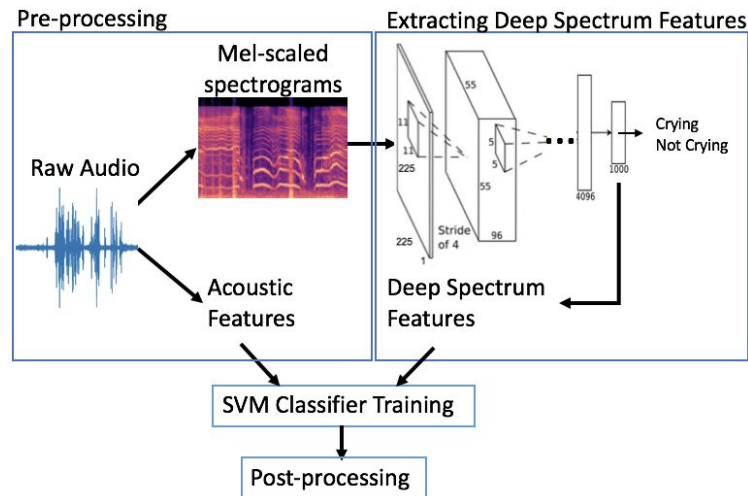 Pre-processing
Extracting Deep Spectrum Features
Mel-scaled
spectrograms
Raw Audio
Acoustic
Features
55
11
11
225
225
1
Stride
of 4
5
5
55
96
4096
1000
Crying
Not Crying
Deep Spectrum
Features
SVM Classifier Training
Post-processing